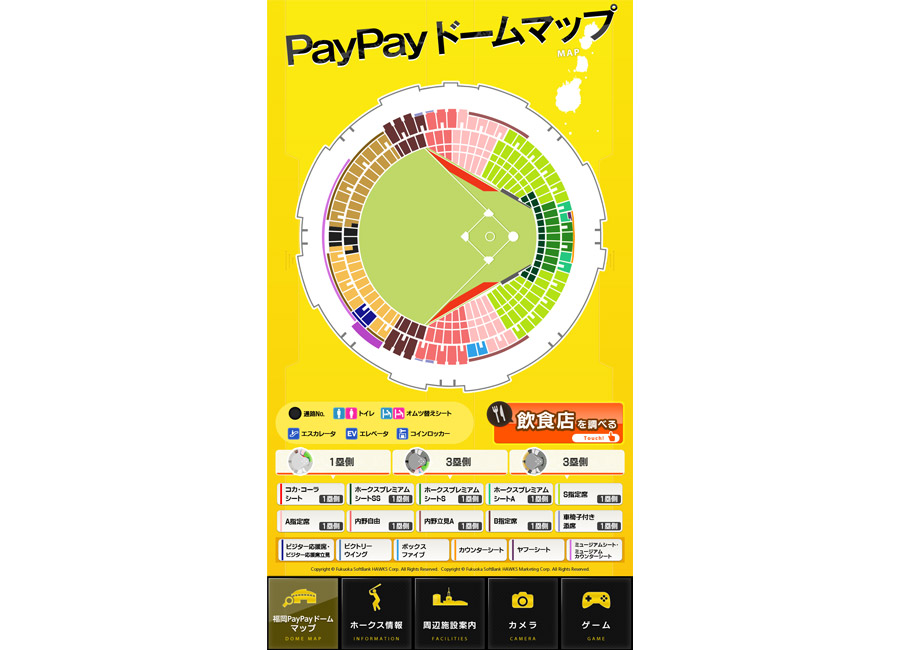 PayPayドームマップ
MAP
通路No.
トイレ
オムツ替えシート
エスカレータ
EV エレベータ
コインロッカー
飲食店を調べる
Touch!
1塁側
3塁側
3塁側
コカ・コーラ
シート
1塁側
ホークスプレミアム
シートSS 1塁側
ホークスプレミアム
シートS 1塁側
ホークスプレミアム
シートA 1塁側
S指定席
1塁側
A指定席
1塁側
内野自由
1塁側
内野立見A
1塁側
B指定席
1塁側
車椅子付き
添席 1塁側
ビジター応援席・
ビジター応援席立見
ビクトリー
ウイング
ボックス
ファイブ
カウンターシート
ヤフーシート
ミュージアムシート・
ミュージアム
カウンターシート
Copyright © Fukuoka SoftBank HAWKS Corp. All Rights Reserved. Copyright © Fukuoka SoftBank HAWKS Marketing Corp. All Rights Reserved.
福岡PayPayドーム
マップ
DOME MAP
ホークス情報
INFORMATION
周辺施設案内
FACILITIES
カメラ
CAMERA
ゲーム
GAME